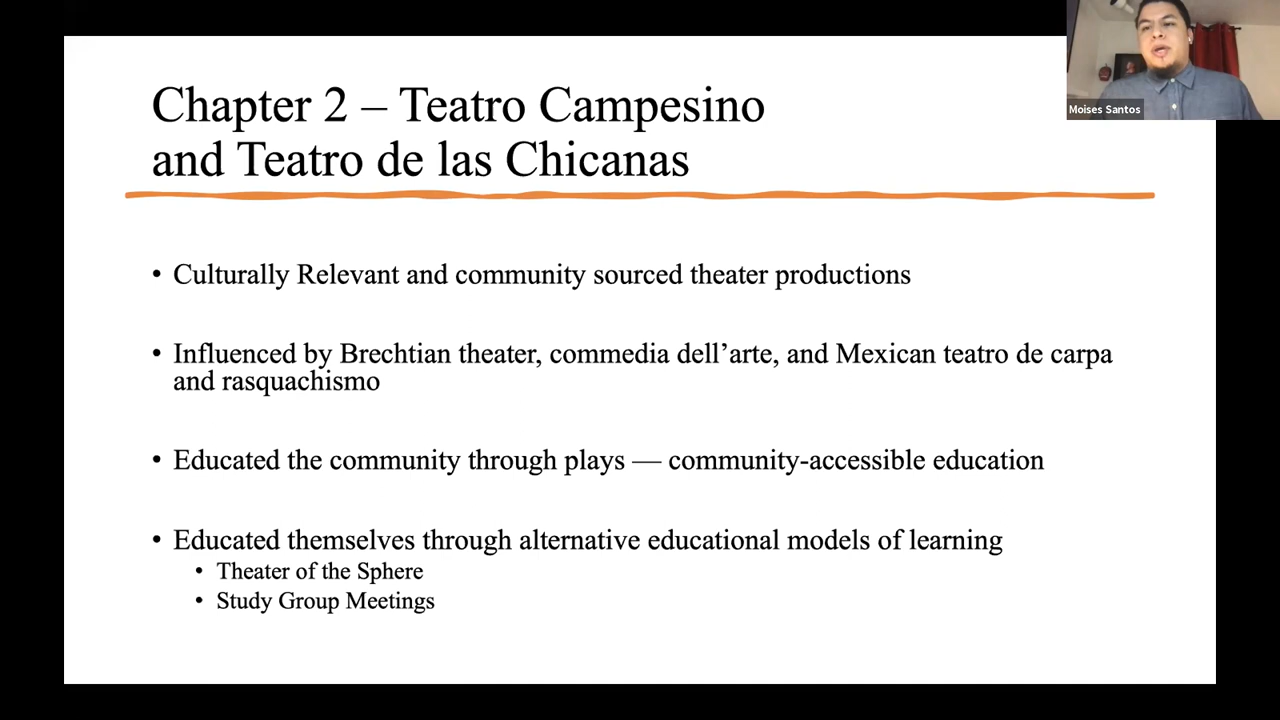 Chapter 2 – Teatro Campesino
and Teatro de las Chicanas
Moises Santos
• Culturally Relevant and community sourced theater productions
• Influenced by Brechtian theater, commedia dell’arte, and Mexican teatro de carpa
and rasquachismo
• Educated the community through plays — community-accessible education
• Educated themselves through alternative educational models of learning
• Theater of the Sphere
• Study Group Meetings